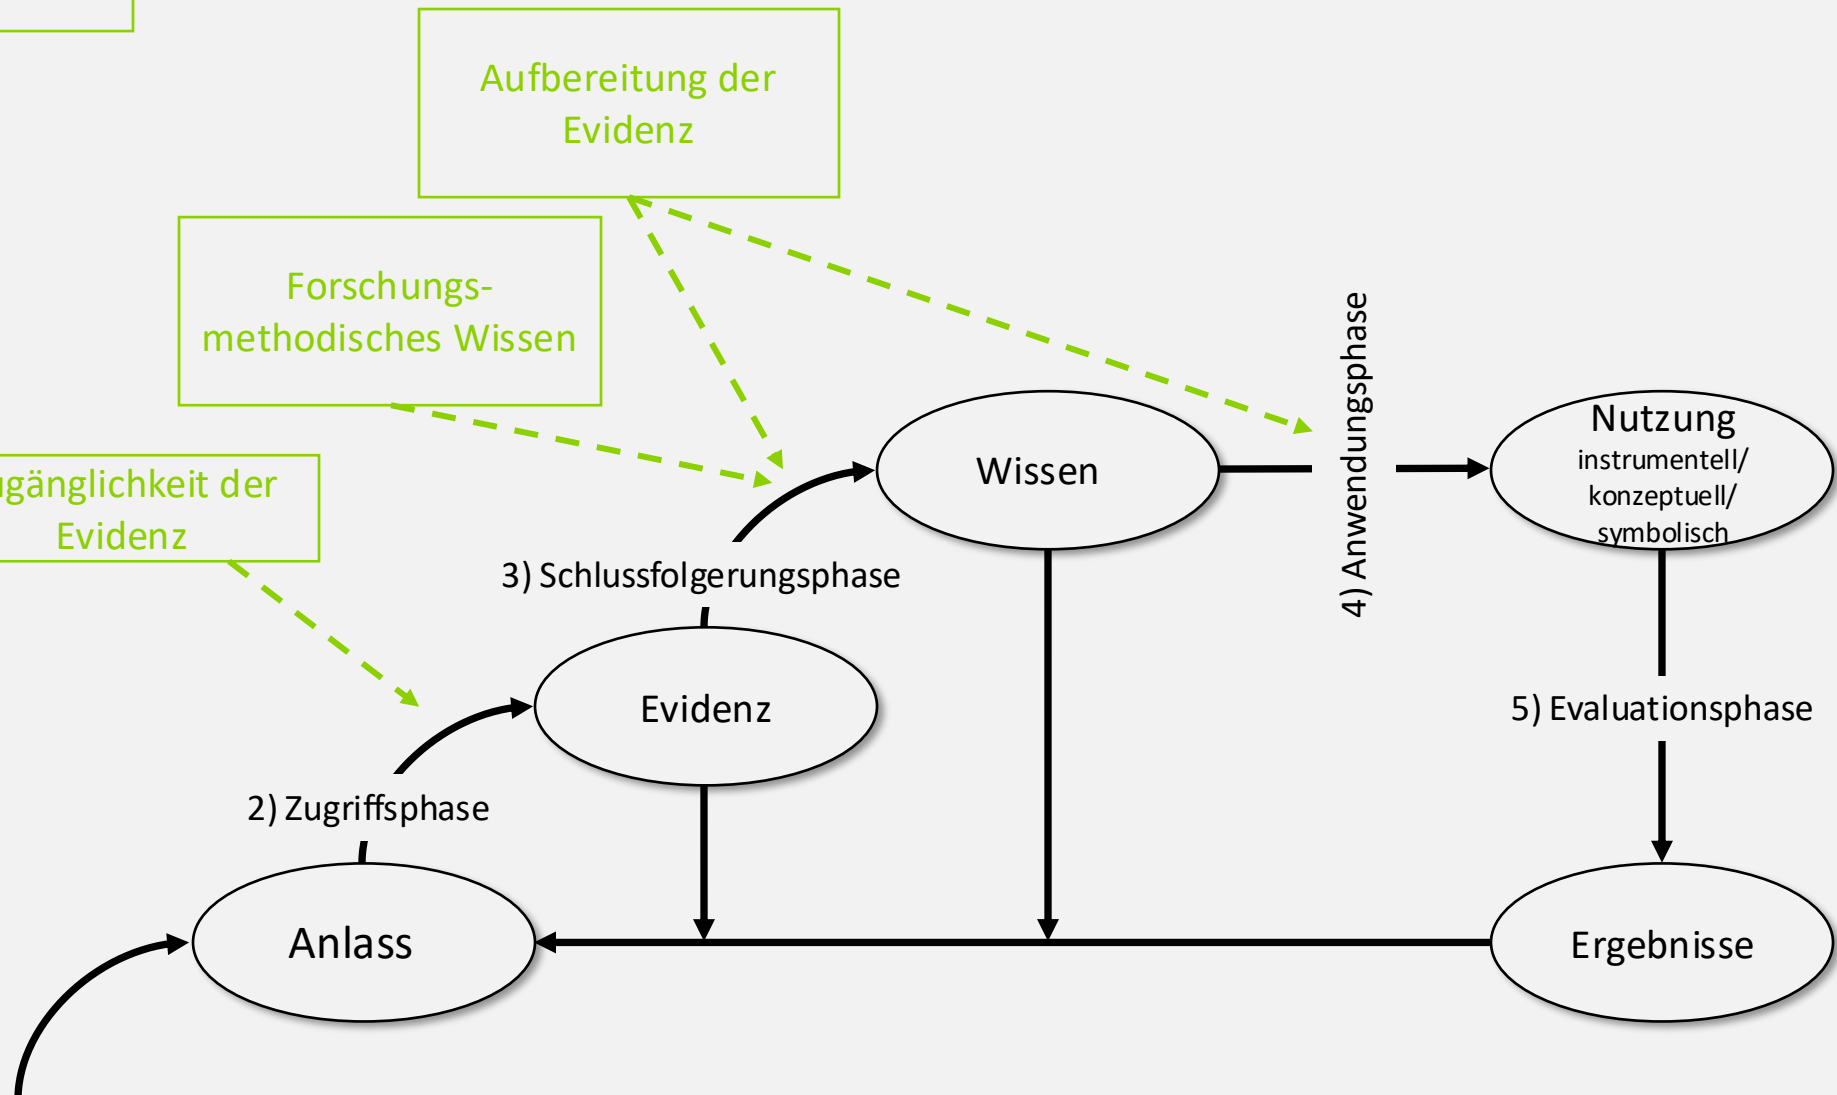 Aufbereitung der
Evidenz
Forschungs-
methodisches Wissen
gänglichkeit der
Evidenz
4) Anwendungsphase
Wissen
Nutzung
instrumentell/
konzeptuell/
symbolisch
3) Schlussfolgerungsphase
Evidenz
5) Evaluationsphase
2) Zugriffsphase
Anlass
Ergebnisse